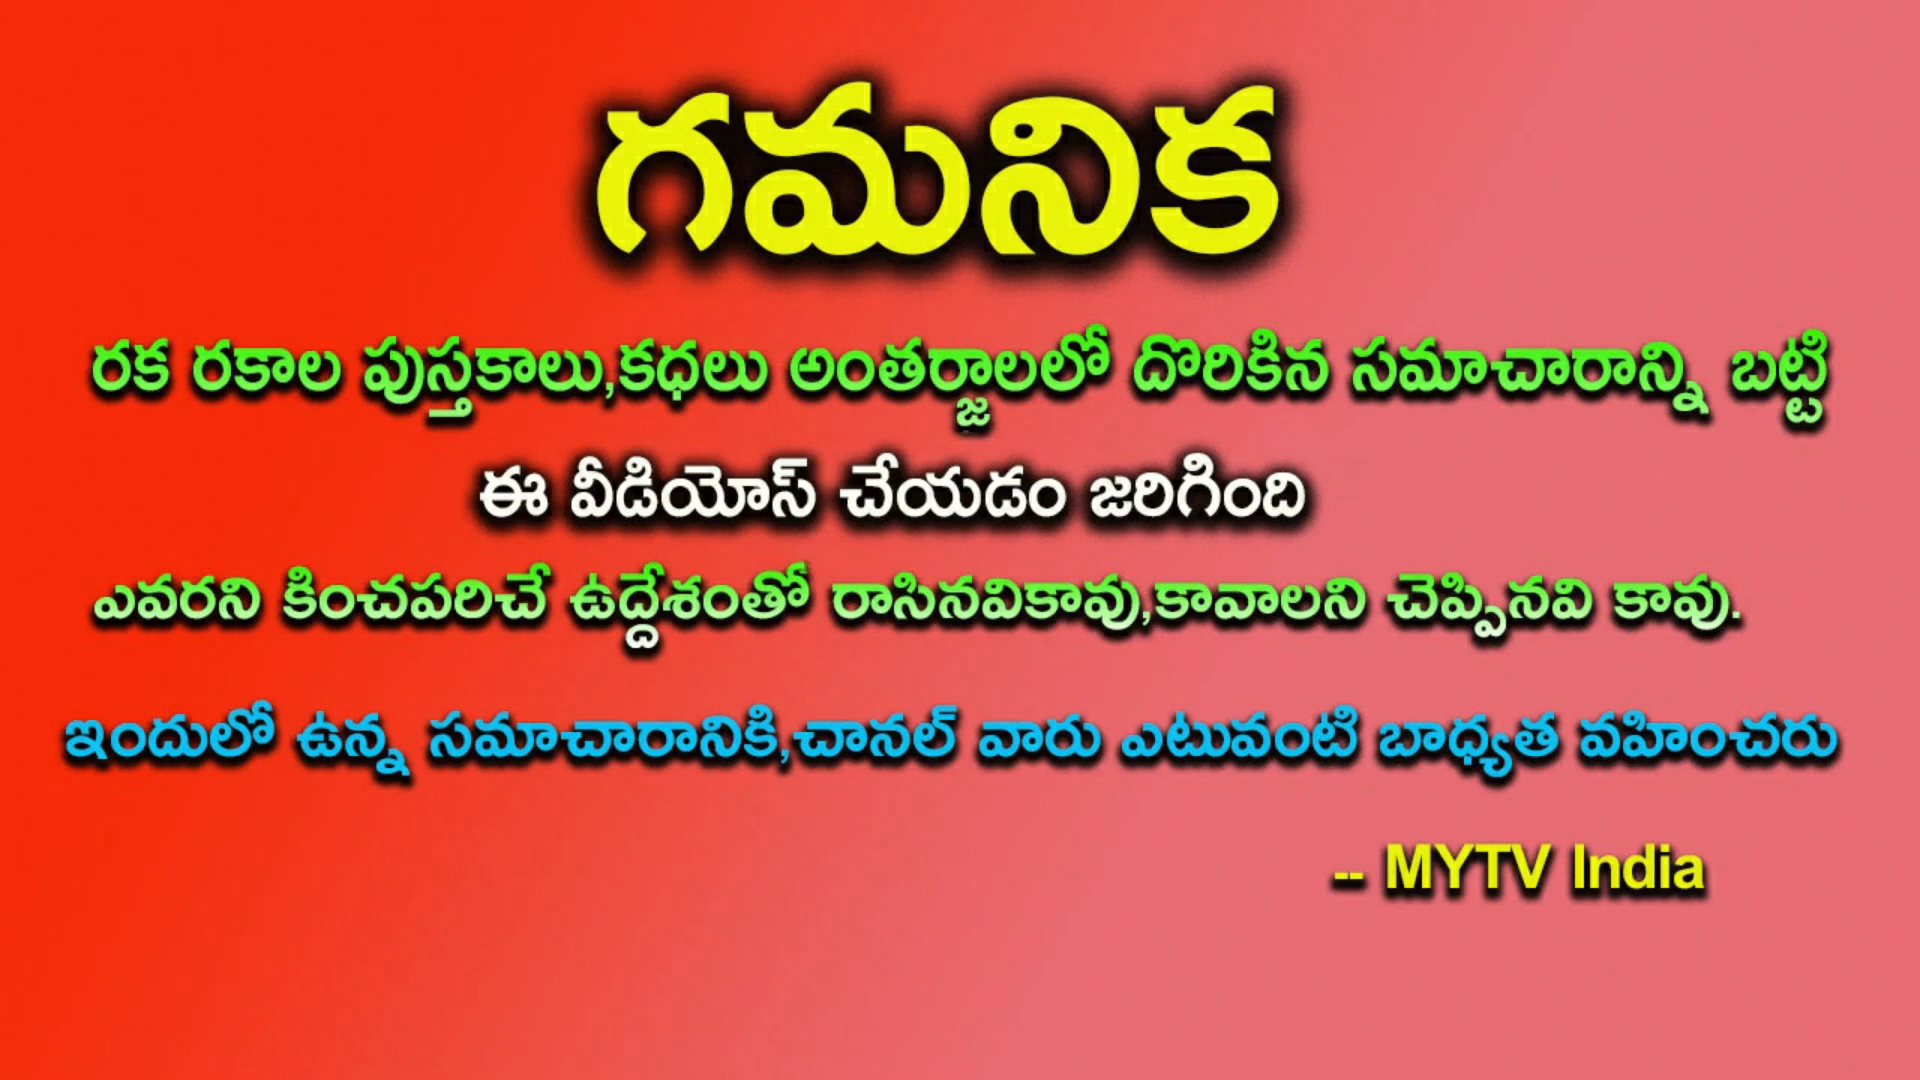 గమనిక
రక రకాల పుస్తకాలు,కధలు అంతర్జాలలో దొరికిన సమాచారాన్ని బట్టి
ఈ వీడియోస్ చేయడం జరిగింది
ఎవరని కించపరిచే ఉద్దేశంతో రాసినవికావు,కావాలని చెప్పినవి కావు.
ఇందులో ఉన్న సమాచారానికి,చానల్ వారు ఎటువంటి బాధ్యత వహించరు
-- MYTV India